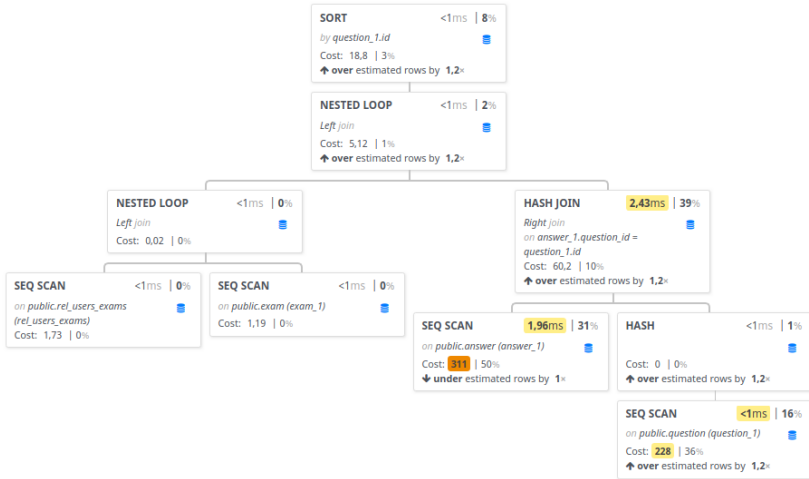 SORT <1ms | 8%
by question_1.id
Cost: 18,8 | 3%
↑ over estimated rows by 1,2×
NESTED LOOP <1ms | 2%
Left join
Cost: 5,12 | 1%
↑ over estimated rows by 1,2×
NESTED LOOP <1ms | 0%
Left join
Cost: 0,02 | 0%
HASH JOIN 2,43ms | 39%
Right join
on answer_1.question_id =
question_1.id
Cost: 60,2 | 10%
↑ over estimated rows by 1,2×
SEQ SCAN <1ms | 0%
on public.rel_users_exams
(rel_users_exams)
Cost: 1,73 | 0%
SEQ SCAN <1ms | 0%
on public.exam (exam_1)
Cost: 1,19 | 0%
SEQ SCAN 1,96ms | 31%
on public.answer (answer_1)
Cost: 311 | 50%
↓ under estimated rows by 1×
HASH <1ms | 1%
Cost: 0 | 0%
↑ over estimated rows by 1,2×
SEQ SCAN <1ms | 16%
on public.question (question_1)
Cost: 228 | 36%
↑ over estimated rows by 1,2×